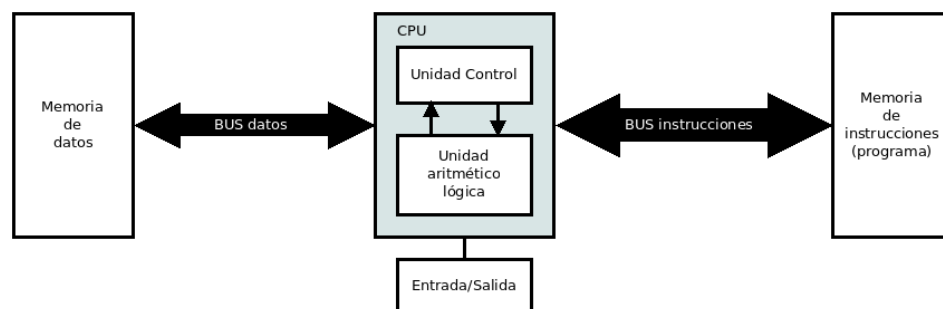 Memoria
de
datos
BUS datos
CPU
Unidad Control
Unidad
aritmético
lógica
BUS instrucciones
Memoria
de
instrucciones
(programa)
Entrada/Salida